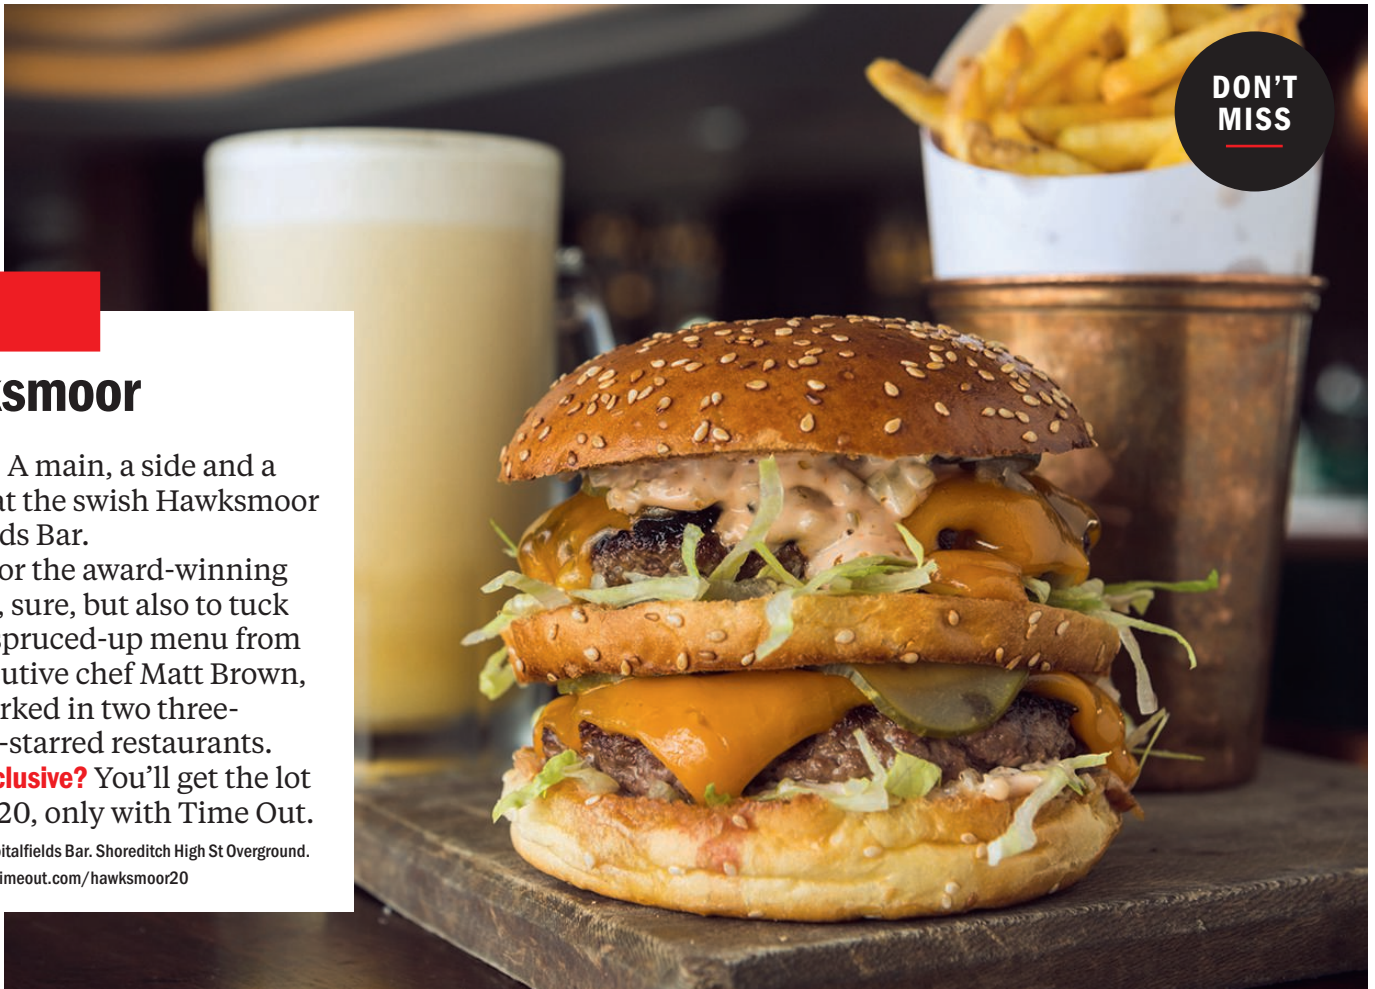 DON'T
MISS
ksmoor
A main, a side and a
at the swish Hawksmoor
ds Bar.
or the award-winning
, sure, but also to tuck
spruced-up menu from
utive chef Matt Brown,
rked in two three-
-starred restaurants.
clusive? You'll get the lot
20, only with Time Out.
italfields Bar. Shoreditch High St Overground.
imeout.com/hawksmoor20